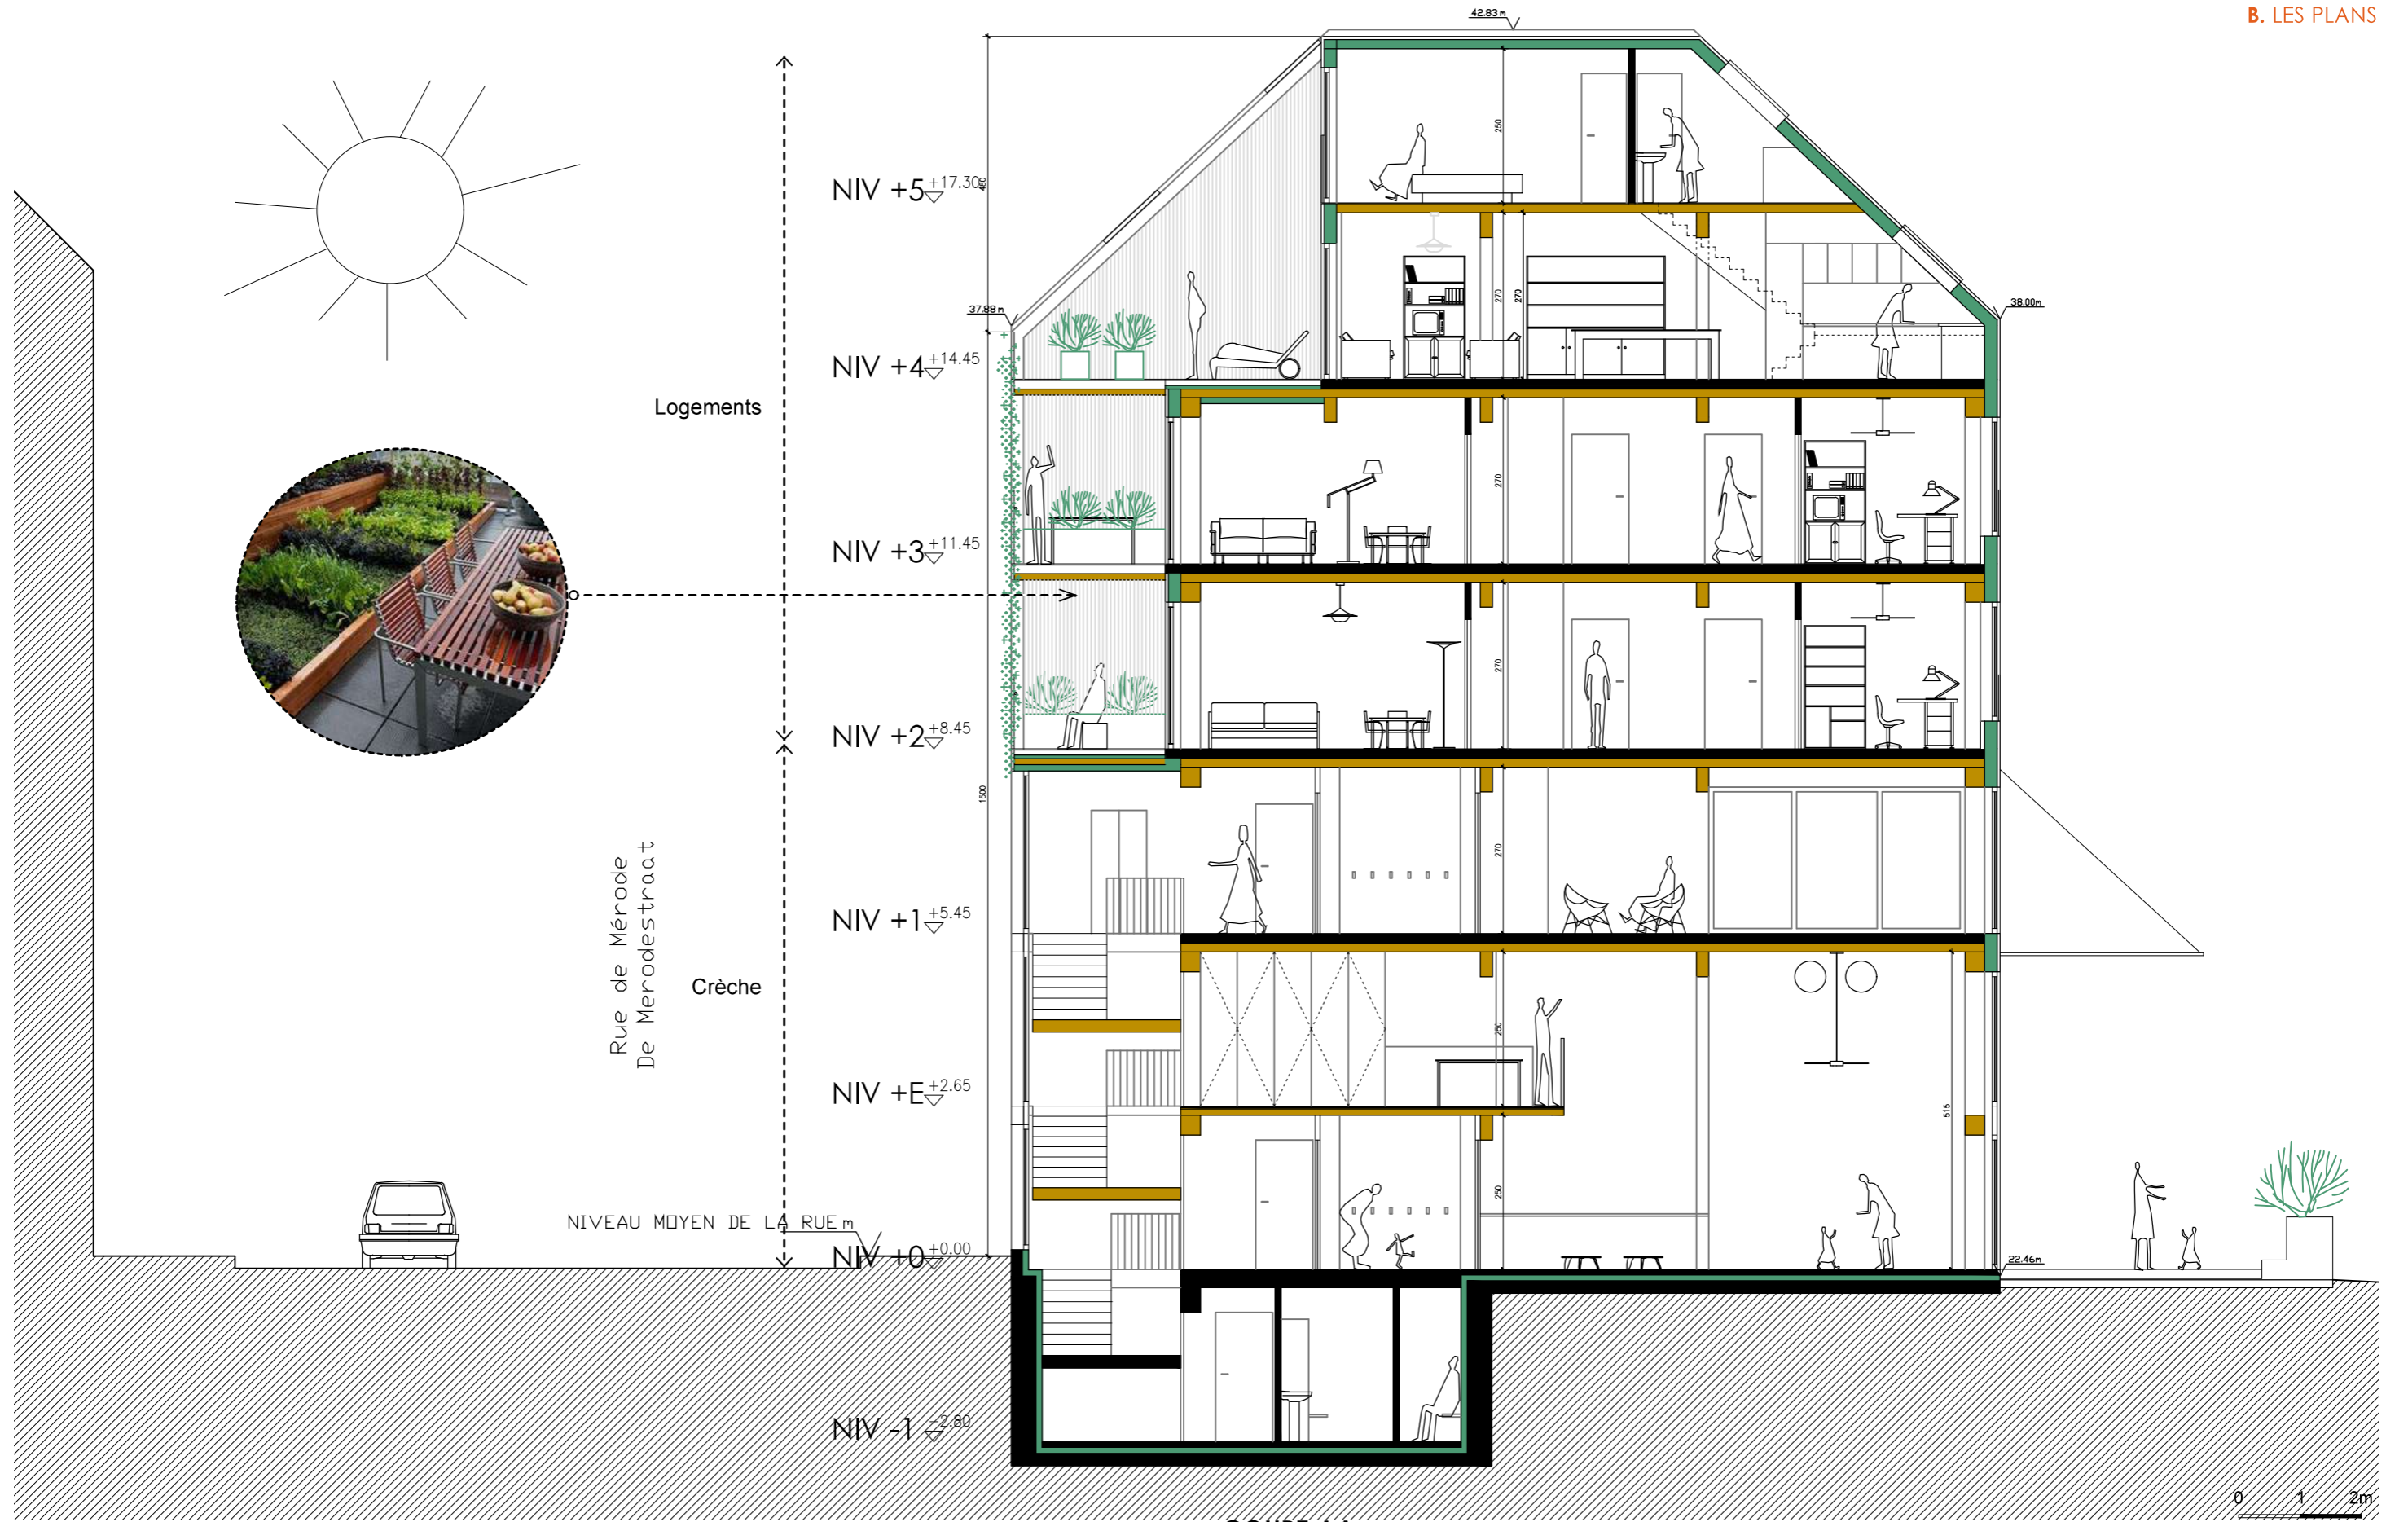 B. LES PLANS
42.83m
NIV +5 +17.30
480
250
37.88m
38.00m
270
270
NIV +4 +14.45
Logements
270
NIV +3 +11.45
270
NIV +2 +8.45
1500
270
Rue de Mérode
De Merodestraat
NIV +1 +5.45
Crèche
250
NIV +E +2.65
515
250
NIVEAU MOYEN DE LA RUE m
NIV +0 +0.00
22.46m
NIV -1 -2.80
0 1 2m